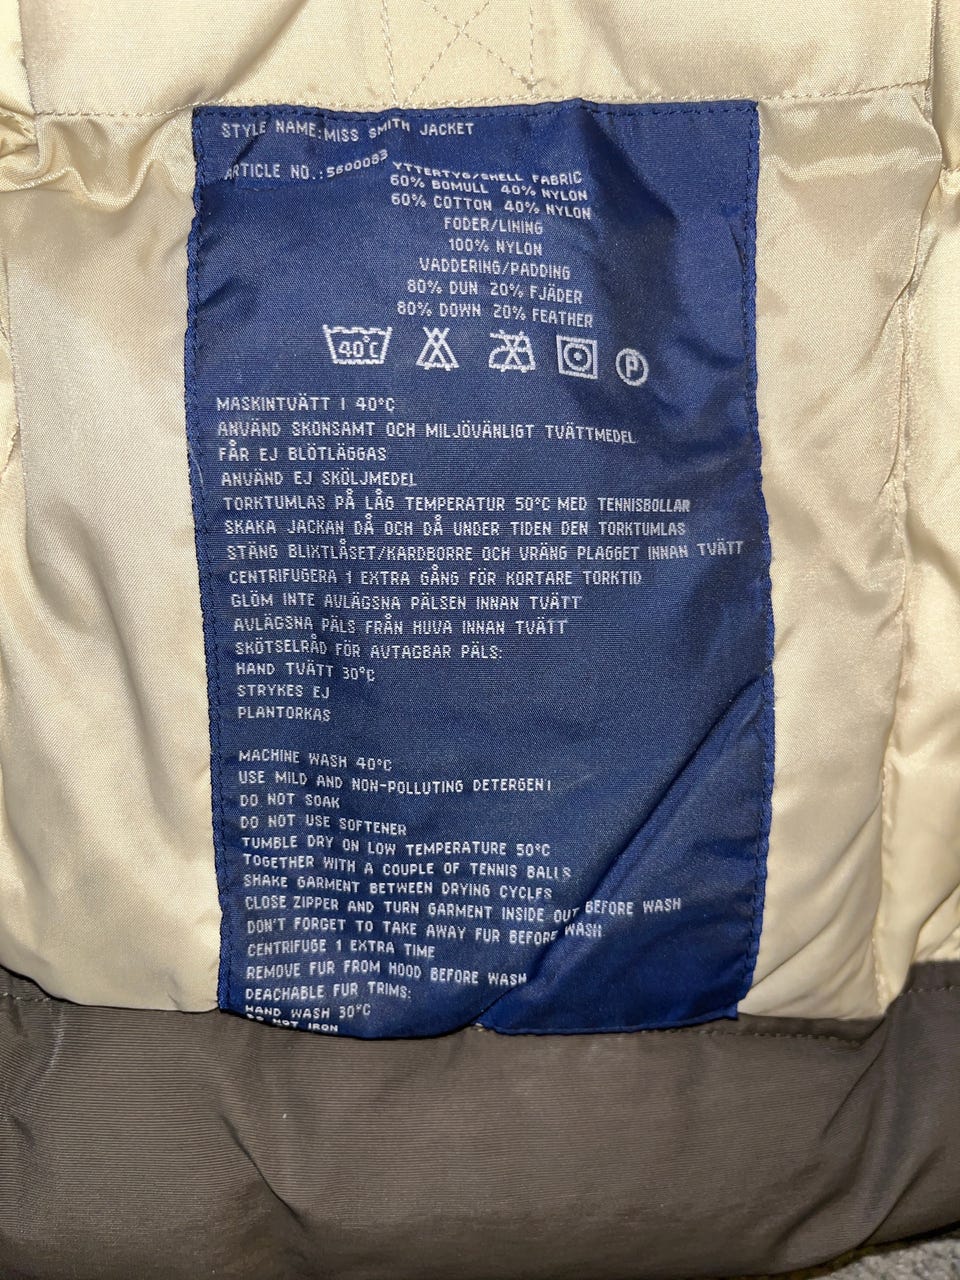 STYLE NAME:MISS SMITH JACKET
ARTICLE NO.:5600083
YTTERTYG/SHELL FABRIC
60% BOMULL 40% NYLON
60% COTTON 40% NYLON
FODER/LINING
100% NYLON
VADDERING/PADDING
80% DUN 20% FJÄDER
80% DOWN 20% FEATHER
40°C
P
MASKINTVÄTT I 40°C
ANVÄND SKONSAMT OCH MILJÖVÄNLIGT TVÄTTMEDEL
FÅR EJ BLÖTLÄGGAS
ANVÄND EJ SKÖLJMEDEL
TORKTUMLAS PÅ LÅG TEMPERATUR 50°C MED TENNISBOLLAR
SKAKA JACKAN DÅ OCH DÅ UNDER TIDEN DEN TORKTUMLAS
STÄNG BLIXTLÅSET/KARDBORRE OCH VRÄNG PLAGGET INNAN TVÄTT
CENTRIFUGERA 1 EXTRA GÅNG FÖR KORTARE TORKTID
GLÖM INTE AVLÄGSNA PÄLSEN INNAN TVÄTT
AVLÄGSNA PÄLS FRÅN HUVA INNAN TVÄTT
SKÖTSELRÅD FÖR AVTAGBAR PÄLS:
HAND TVÄTT 30°C
STRYKES EJ
PLANTORKAS
MACHINE WASH 40°C
USE MILD AND NON-POLLUTING DETERGENT
DO NOT SOAK
DO NOT USE SOFTENER
TUMBLE DRY ON LOW TEMPERATURE 50°C
TOGETHER WITH A COUPLE OF TENNIS BALLS
SHAKE GARMENT BETWEEN DRYING CYCLES
CLOSE ZIPPER AND TURN GARMENT INSIDE OUT BEFORE WASH
DON'T FORGET TO TAKE AWAY FUR BEFORE WASH
CENTRIFUGE 1 EXTRA TIME
REMOVE FUR FROM HOOD BEFORE WASH
DEACHABLE FUR TRIMS:
HAND WASH 30°C
DO NOT IRON